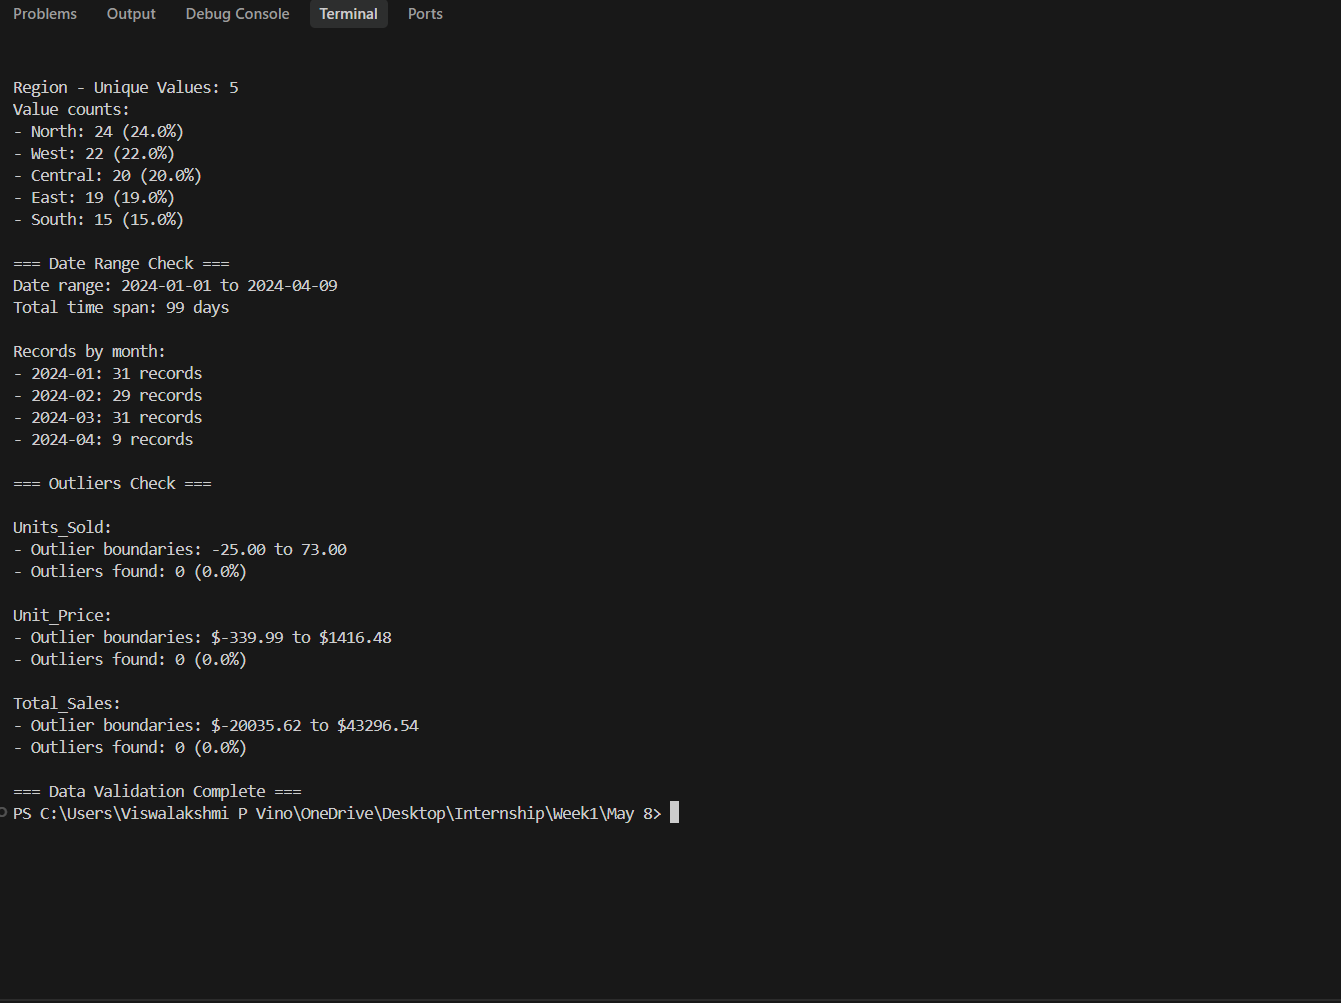 Problems Output Debug Console Terminal Ports
Region - Unique Values: 5
Value counts:
- North: 24 (24.0%)
- West: 22 (22.0%)
- Central: 20 (20.0%)
- East: 19 (19.0%)
- South: 15 (15.0%)
=== Date Range Check ===
Date range: 2024-01-01 to 2024-04-09
Total time span: 99 days
Records by month:
- 2024-01: 31 records
- 2024-02: 29 records
- 2024-03: 31 records
- 2024-04: 9 records
=== Outliers Check ===
Units_Sold:
- Outlier boundaries: -25.00 to 73.00
- Outliers found: 0 (0.0%)
Unit_Price:
- Outlier boundaries: $-339.99 to $1416.48
- Outliers found: 0 (0.0%)
Total_Sales:
- Outlier boundaries: $-20035.62 to $43296.54
- Outliers found: 0 (0.0%)
=== Data Validation Complete ===
PS C:\Users\Viswalakshmi P Vino\OneDrive\Desktop\Internship\Week1\May 8>